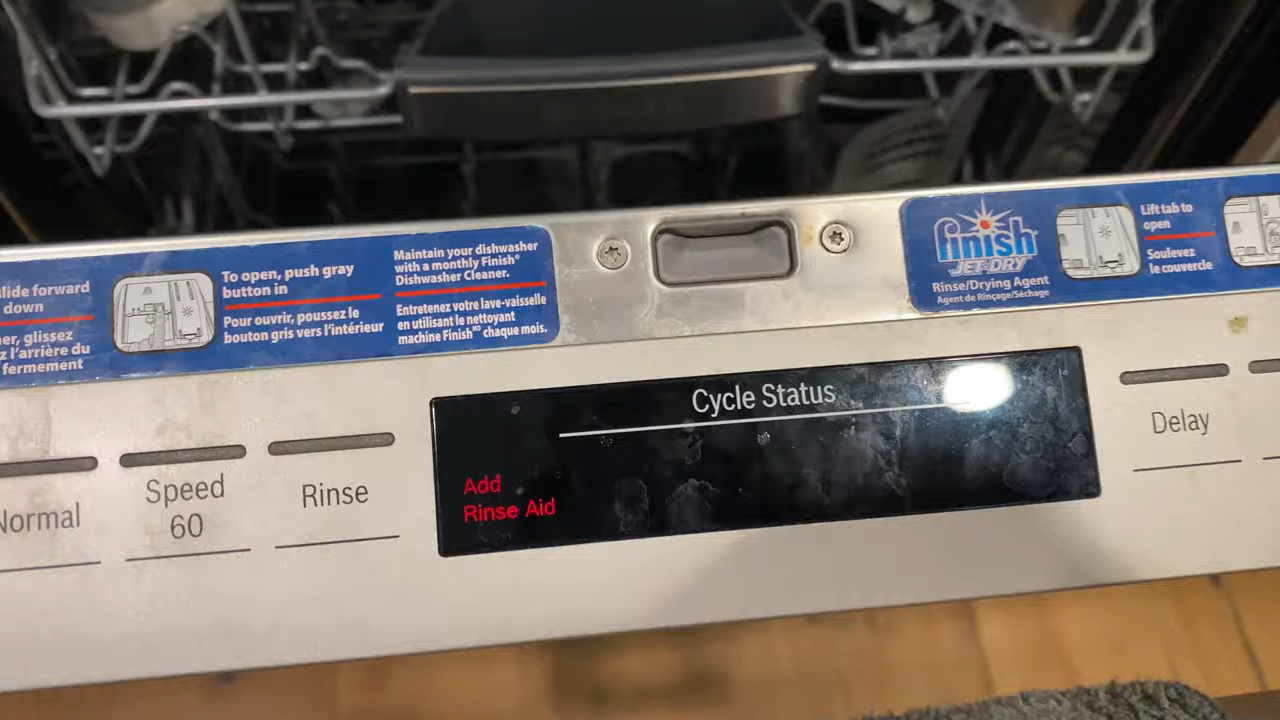 slide forward
down
er, glissez
z l'arrière du
fermement
To open, push gray
button in
Pour ouvrir, poussez le
bouton gris vers l'intérieur
Maintain your dishwasher
with a monthly Finish®
Dishwasher Cleaner.
Entretenez votre lave-vaisselle
en utilisant le nettoyant
machine Finish MD chaque mois.
finish
JET-DRY
Rinse/Drying Agent
Agent de Rinçage/Séchage
Lift tab to
open
Soulevez
le couvercle
Normal
Speed
60
Rinse
Cycle Status
Add
Rinse Aid
Delay